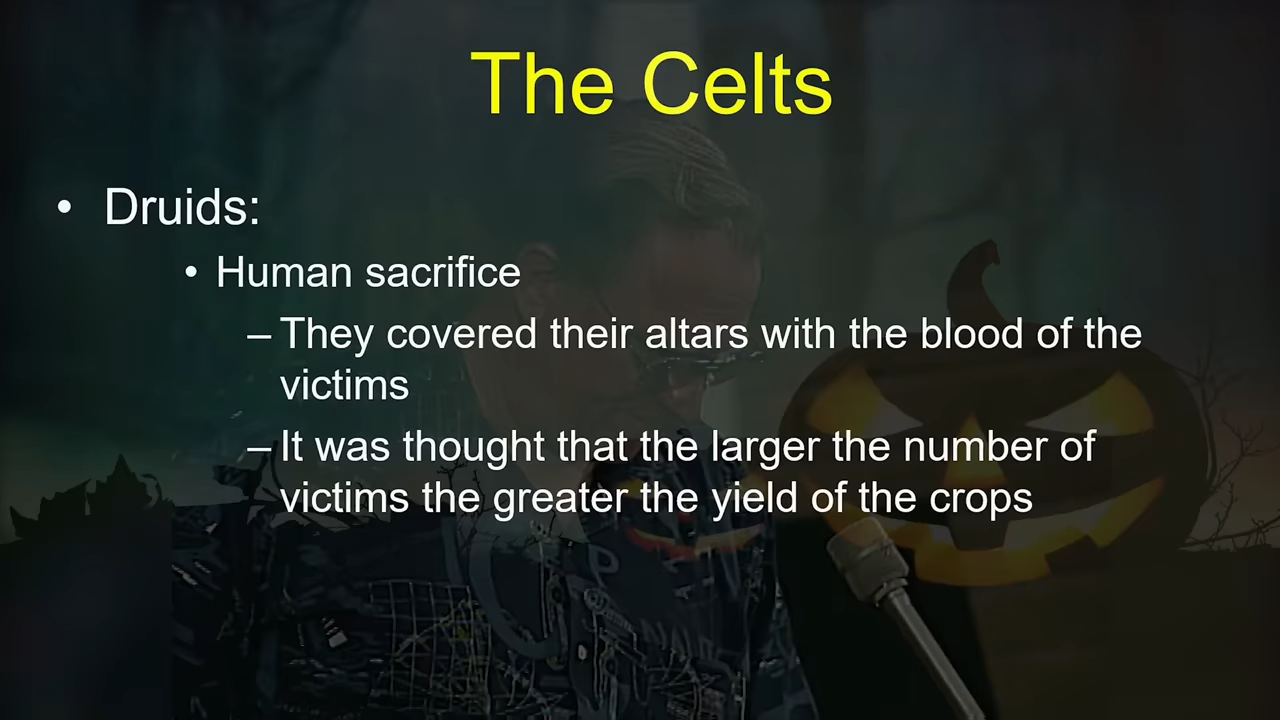 The Celts
• Druids:
• Human sacrifice
– They covered their altars with the blood of the
victims
– It was thought that the larger the number of
victims the greater the yield of the crops